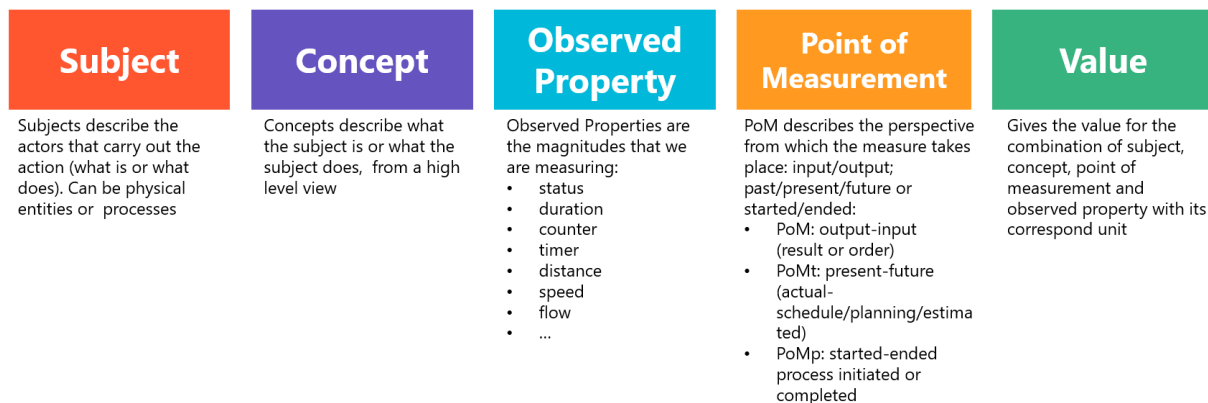 Subject
Subjects describe the
actors that carry out the
action (what is or what
does). Can be physical
entities or processes
Concept
Concepts describe what
the subject is or what the
subject does, from a high
level view
Observed
Property
Observed Properties are
the magnitudes that we
are measuring:
• status
• duration
• counter
• timer
• distance
• speed
• flow
• ...
Point of
Measurement
PoM describes the perspective
from which the measure takes
place: input/output;
past/present/future or
started/ended:
• PoM: output-input
(result or order)
• PoMt: present-future
(actual-
schedule/planning/estima
ted)
• PoMp: started-ended
process initiated or
completed
Value
Gives the value for the
combination of subject,
concept, point of
measurement and
observed property with its
correspond unit